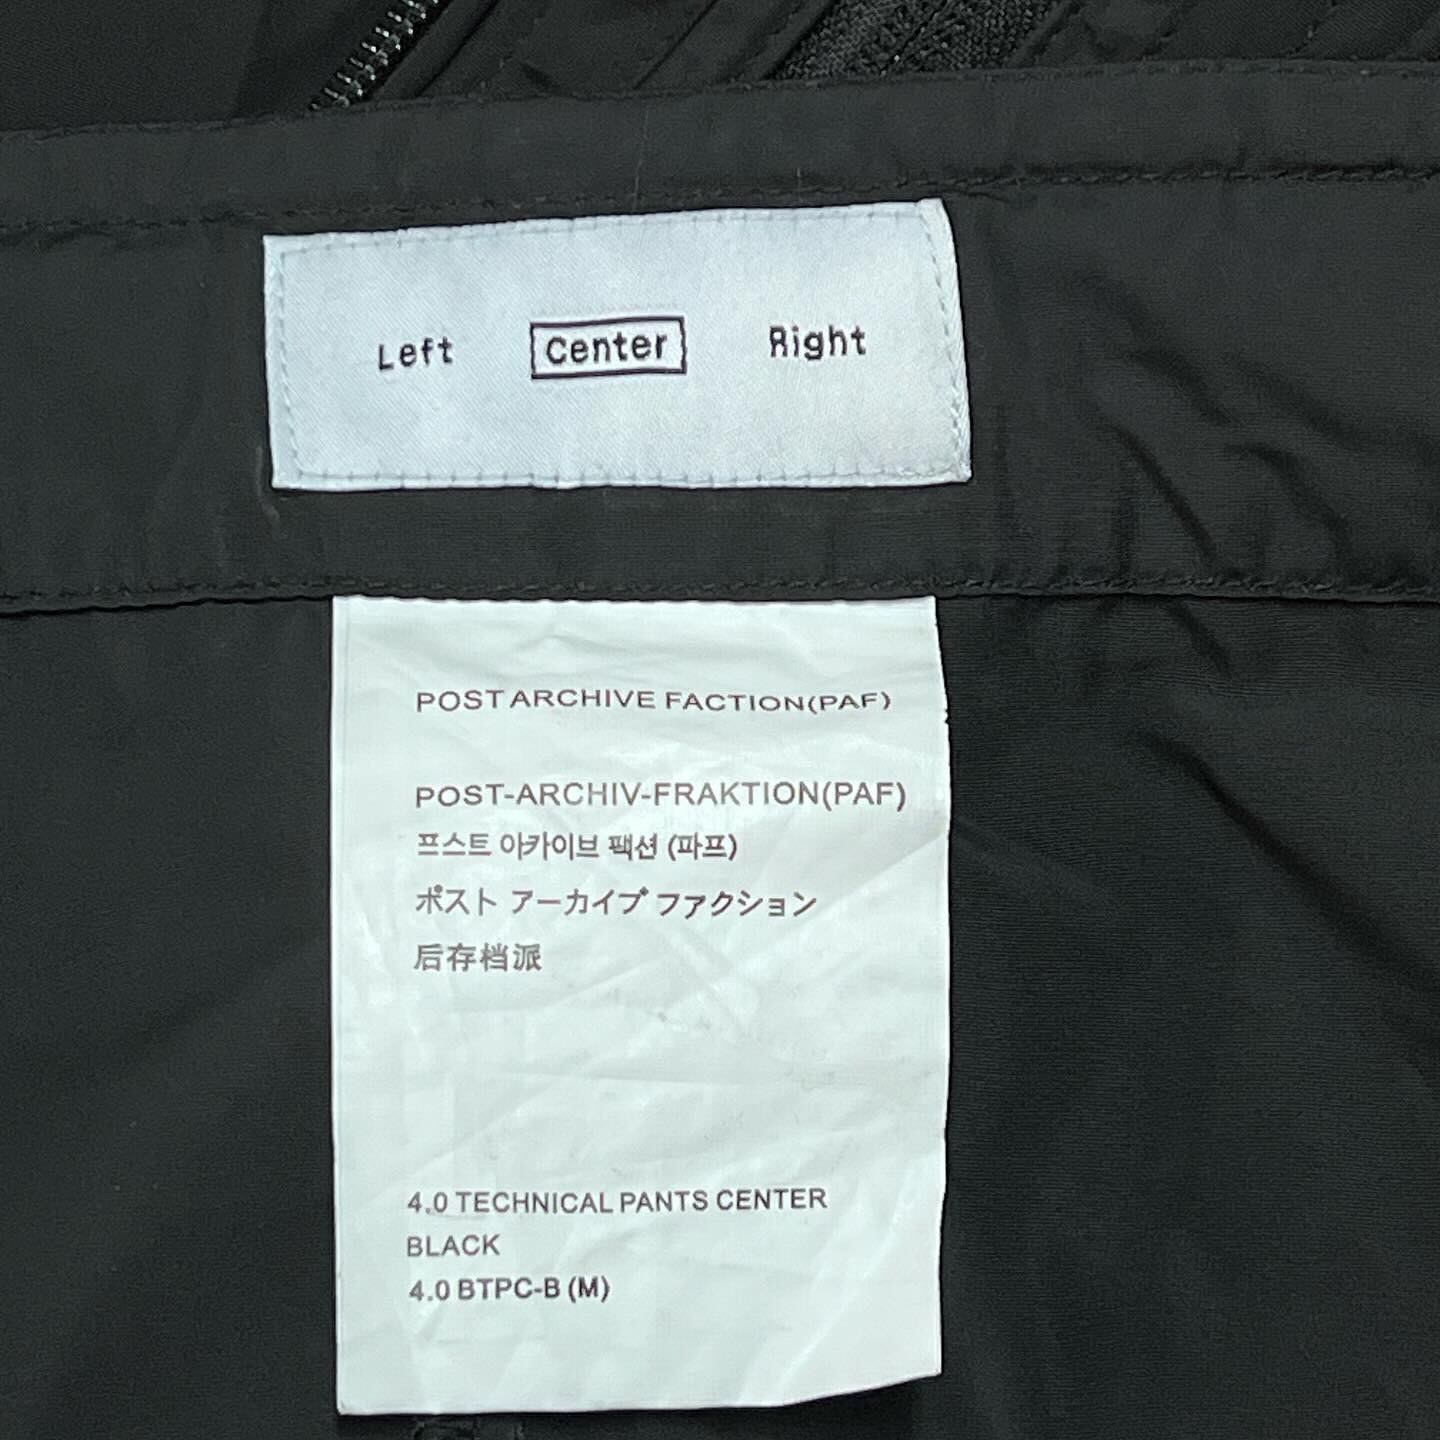 Left Center Right
POST ARCHIVE FACTION(PAF)
POST-ARCHIV-FRAKTION(PAF)
프스트 아카이브 팩션 (파프)
ポスト アーカイブ ファクション
后存档派
4.0 TECHNICAL PANTS CENTER
BLACK
4.0 BTPC-B (M)